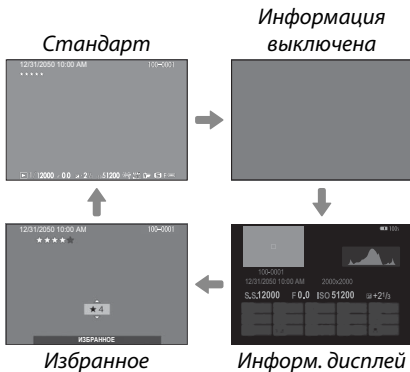 Стандарт
Информация
выключена
12/31/2050 10:00 AM 100-0001
12000 0.0 2 51200
12/31/2050 10:00 AM 100-0001
★4
ИЗБРАННОЕ
100-0001
12/31/2050 10:00 AM 2000x2000
S.S.12000 F 0.0 ISO 51200 +2 1/3
Избранное
Информ. дисплей